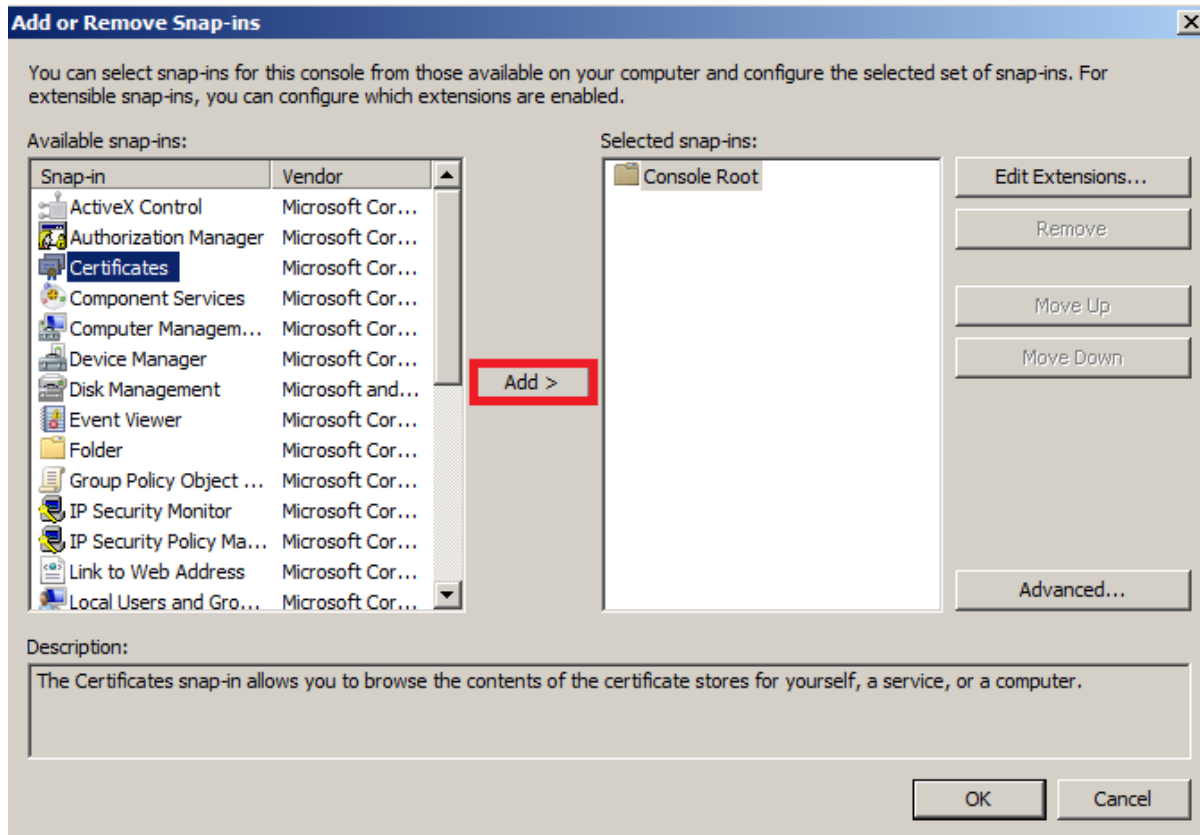 Add or Remove Snap-ins
You can select snap-ins for this console from those available on your computer and configure the selected set of snap-ins. For
extensible snap-ins, you can configure which extensions are enabled.
Available snap-ins:
Snap-in Vendor
ActiveX Control Microsoft Cor...
Authorization Manager Microsoft Cor...
Certificates Microsoft Cor...
Component Services Microsoft Cor...
Computer Managem... Microsoft Cor...
Device Manager Microsoft Cor...
Disk Management Microsoft and...
Event Viewer Microsoft Cor...
Folder Microsoft Cor...
Group Policy Object ... Microsoft Cor...
IP Security Monitor Microsoft Cor...
IP Security Policy Ma... Microsoft Cor...
Link to Web Address Microsoft Cor...
Local Users and Gro... Microsoft Cor...
Add >
Selected snap-ins:
Console Root
Edit Extensions...
Remove
Move Up
Move Down
Advanced...
Description:
The Certificates snap-in allows you to browse the contents of the certificate stores for yourself, a service, or a computer.
OK
Cancel